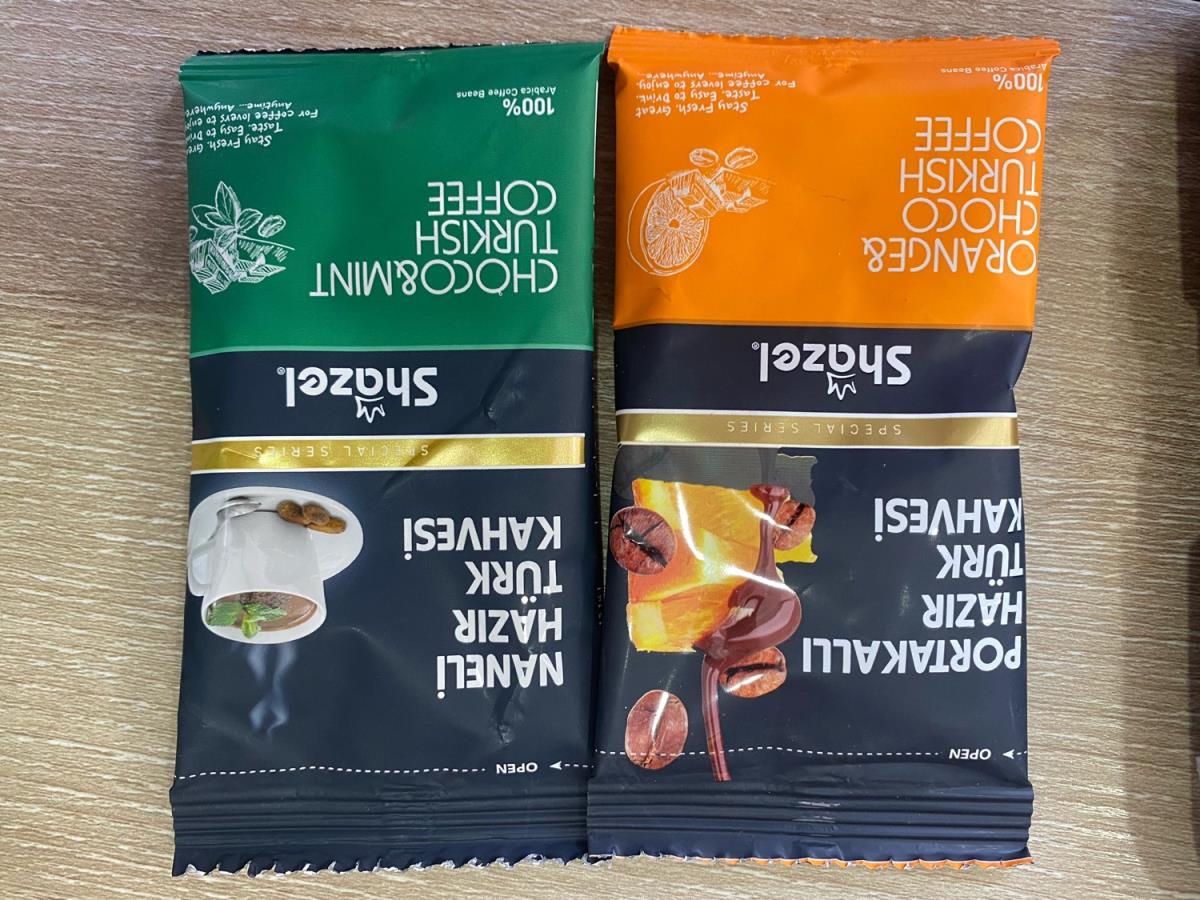 OPEN
PORTAKALLI
HAZIR
TÜRK
KAHVESİ
SPECIAL SERIES
Shazel®
ORANGE&
CHOCO
TURKISH
COFFEE
100%
Arabica Coffee Beans
Stay Fresh. Great
Taste. Easy to Drink.
For coffee lovers to enjoy.
Anytime... Anywhere...
OPEN
NANELİ
HAZIR
TÜRK
KAHVESİ
SPECIAL SERIES
Shazel®
CHOCO&MINT
TURKISH
COFFEE
100%
Arabica Coffee Beans
Stay Fresh.
Taste. Easy to
For coffee lovers to enjoy.
Anytime... Anywhere